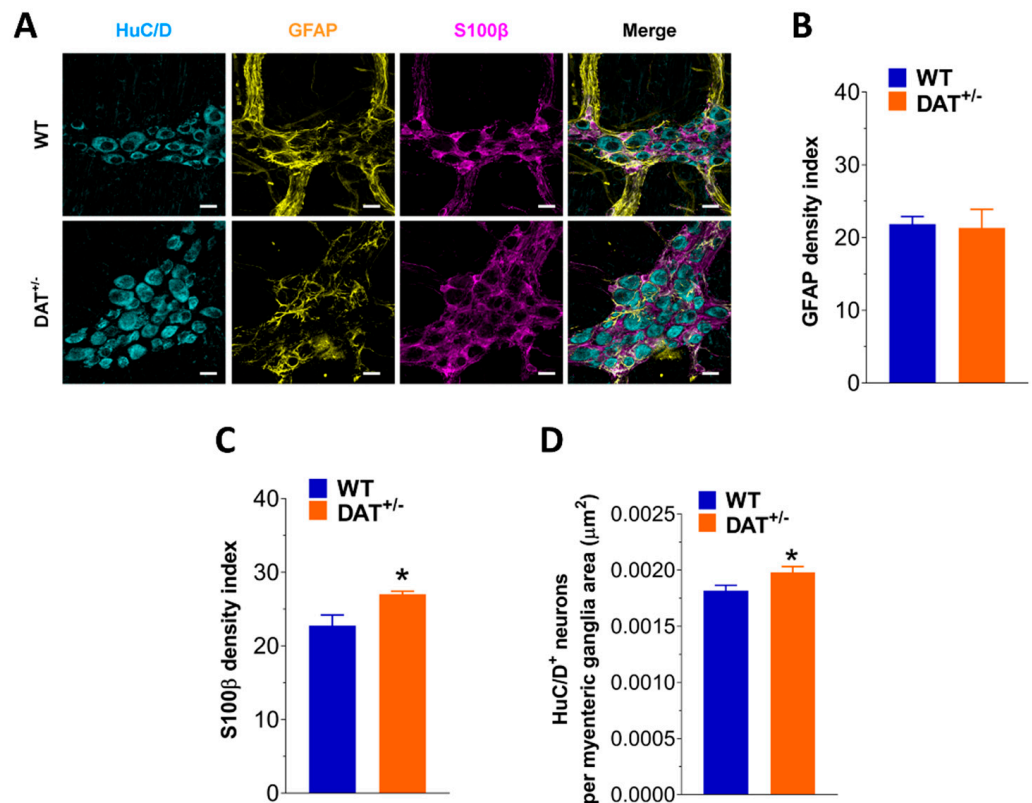 A
HuC/D GFAP S100β Merge
WT
DAT+/-
B
WT
DAT+/-
GFAP density index
40
30
20
10
0
C
WT
DAT+/-
S100β density index
40
30
*
20
10
0
D
WT
DAT+/-
HuC/D+ neurons
per myenteric ganglia area (μm2)
0.0025
*
0.0020
0.0015
0.0010
0.0005
0.0000